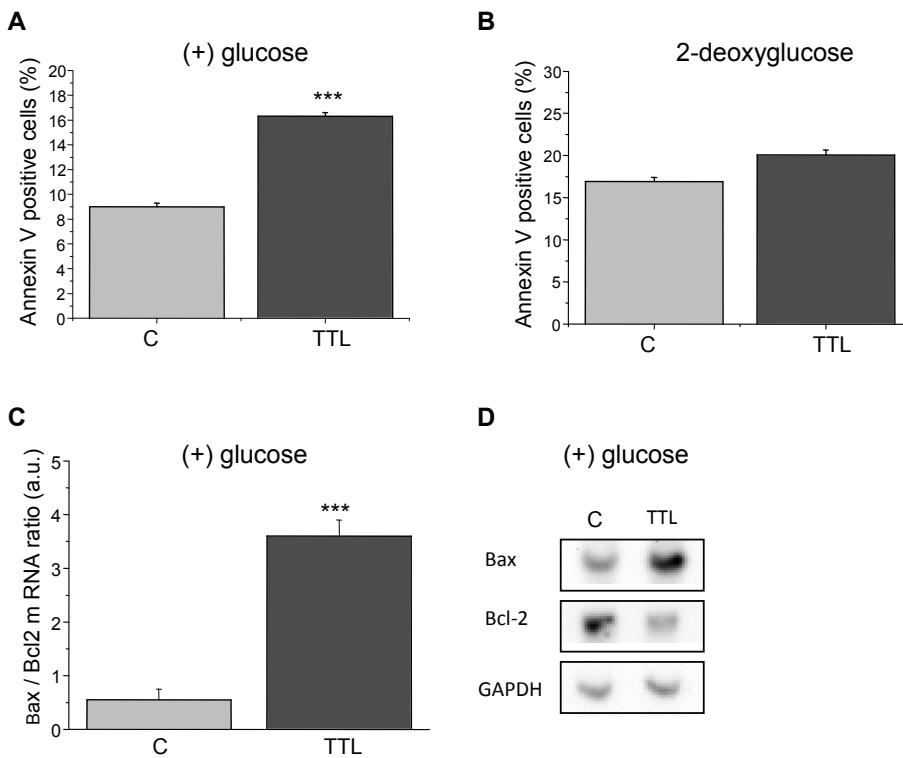 A
(+) glucose
Annexin V positive cells (%)
20
18
16
14
12
10
8
6
4
2
0
***
C
TTL
B
2-deoxyglucose
Annexin V positive cells (%)
30
25
20
15
10
5
0
C
TTL
C
(+) glucose
Bax / Bcl2 m RNA ratio (a.u.)
5
4
3
2
1
0
***
C
TTL
D
(+) glucose
C TTL
Bax
Bcl-2
GAPDH